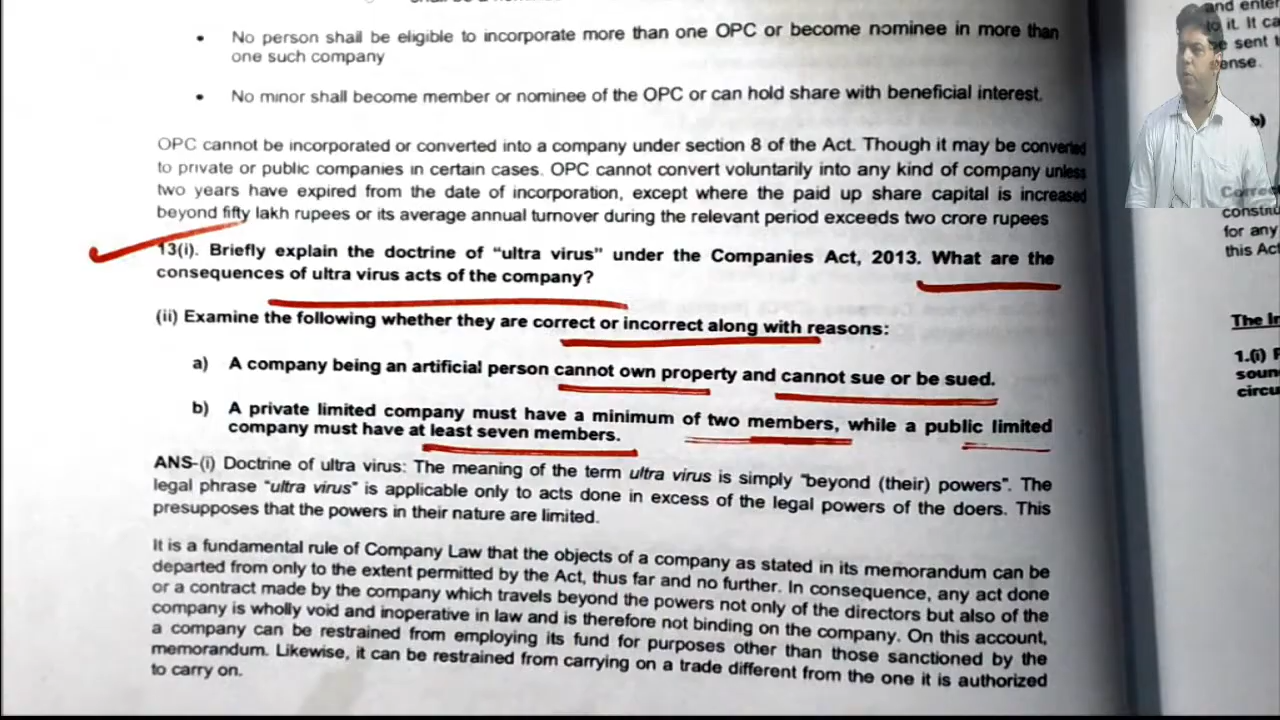 • No person shall be eligible to incorporate more than one OPC or become nominee in more than
one such company
• No minor shall become member or nominee of the OPC or can hold share with beneficial interest.
OPC cannot be incorporated or converted into a company under section 8 of the Act. Though it may be converted
to private or public companies in certain cases. OPC cannot convert voluntarily into any kind of company unless
two years have expired from the date of incorporation, except where the paid up share capital is increased
beyond fifty lakh rupees or its average annual turnover during the relevant period exceeds two crore rupees
13(i). Briefly explain the doctrine of "ultra virus" under the Companies Act, 2013. What are the
consequences of ultra virus acts of the company?
(ii) Examine the following whether they are correct or incorrect along with reasons:
a) A company being an artificial person cannot own property and cannot sue or be sued.
b) A private limited company must have a minimum of two members, while a public limited
company must have at least seven members.
ANS-(i) Doctrine of ultra virus: The meaning of the term ultra virus is simply "beyond (their) powers". The
legal phrase "ultra virus" is applicable only to acts done in excess of the legal powers of the doers. This
presupposes that the powers in their nature are limited.
It is a fundamental rule of Company Law that the objects of a company as stated in its memorandum can be
departed from only to the extent permitted by the Act, thus far and no further. In consequence, any act done
or a contract made by the company which travels beyond the powers not only of the directors but also of the
company is wholly void and inoperative in law and is therefore not binding on the company. On this account,
a company can be restrained from employing its fund for purposes other than those sanctioned by the
memorandum. Likewise, it can be restrained from carrying on a trade different from the one it is authorized
to carry on.
and enter
to it. It ca
sent t
b)
for any
this Act
The In
1.(i)
soun
circu